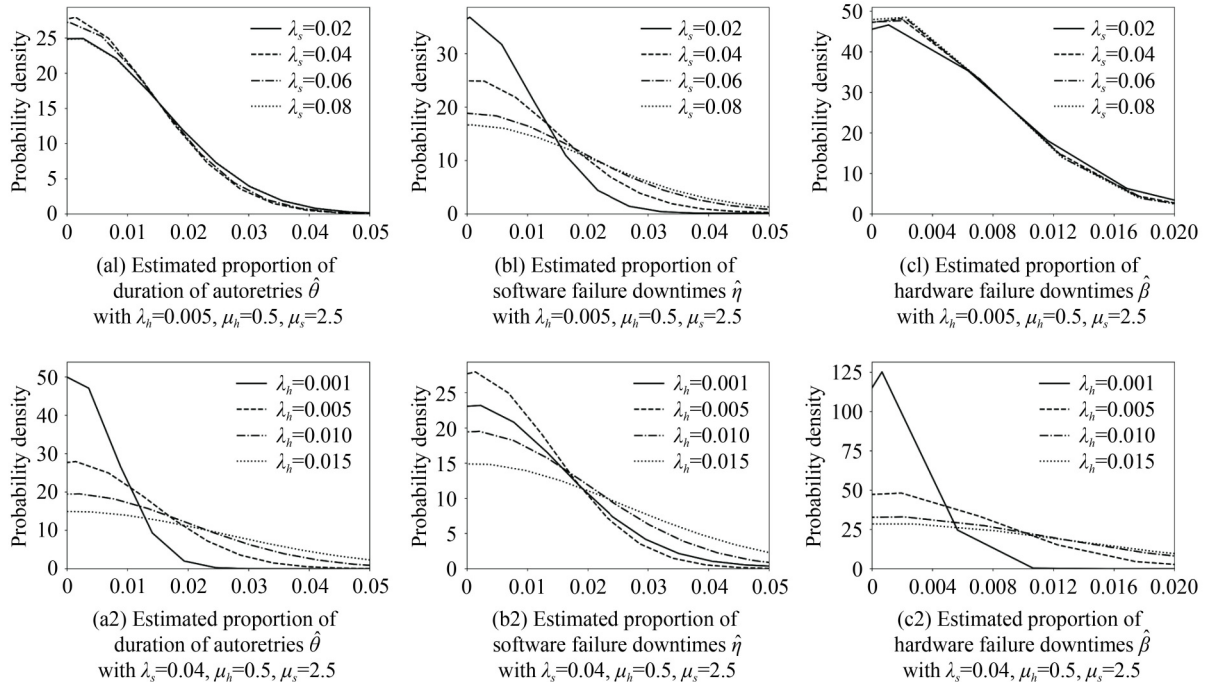 Probability density
25
20
15
10
5
0
0 0.01 0.02 0.03 0.04 0.05
λs=0.02
λs=0.04
λs=0.06
λs=0.08
(al) Estimated proportion of
duration of autoretries θ̂
with λh=0.005, μh=0.5, μs=2.5
Probability density
30
20
10
0
0 0.01 0.02 0.03 0.04 0.05
λs=0.02
λs=0.04
λs=0.06
λs=0.08
(bl) Estimated proportion of
software failure downtimes η̂
with λh=0.005, μh=0.5, μs=2.5
Probability density
50
40
30
20
10
0
0 0.004 0.008 0.012 0.016 0.020
λs=0.02
λs=0.04
λs=0.06
λs=0.08
(cl) Estimated proportion of
hardware failure downtimes β̂
with λh=0.005, μh=0.5, μs=2.5
Probability density
50
40
30
20
10
0
0 0.01 0.02 0.03 0.04 0.05
λh=0.001
λh=0.005
λh=0.010
λh=0.015
(a2) Estimated proportion of
duration of autoretries θ̂
with λs=0.04, μh=0.5, μs=2.5
Probability density
25
20
15
10
5
0
0 0.01 0.02 0.03 0.04 0.05
λh=0.001
λh=0.005
λh=0.010
λh=0.015
(b2) Estimated proportion of
software failure downtimes η̂
with λs=0.04, μh=0.5, μs=2.5
Probability density
125
100
75
50
25
0
0 0.004 0.008 0.012 0.016 0.020
λh=0.001
λh=0.005
λh=0.010
λh=0.015
(c2) Estimated proportion of
hardware failure downtimes β̂
with λs=0.04, μh=0.5, μs=2.5